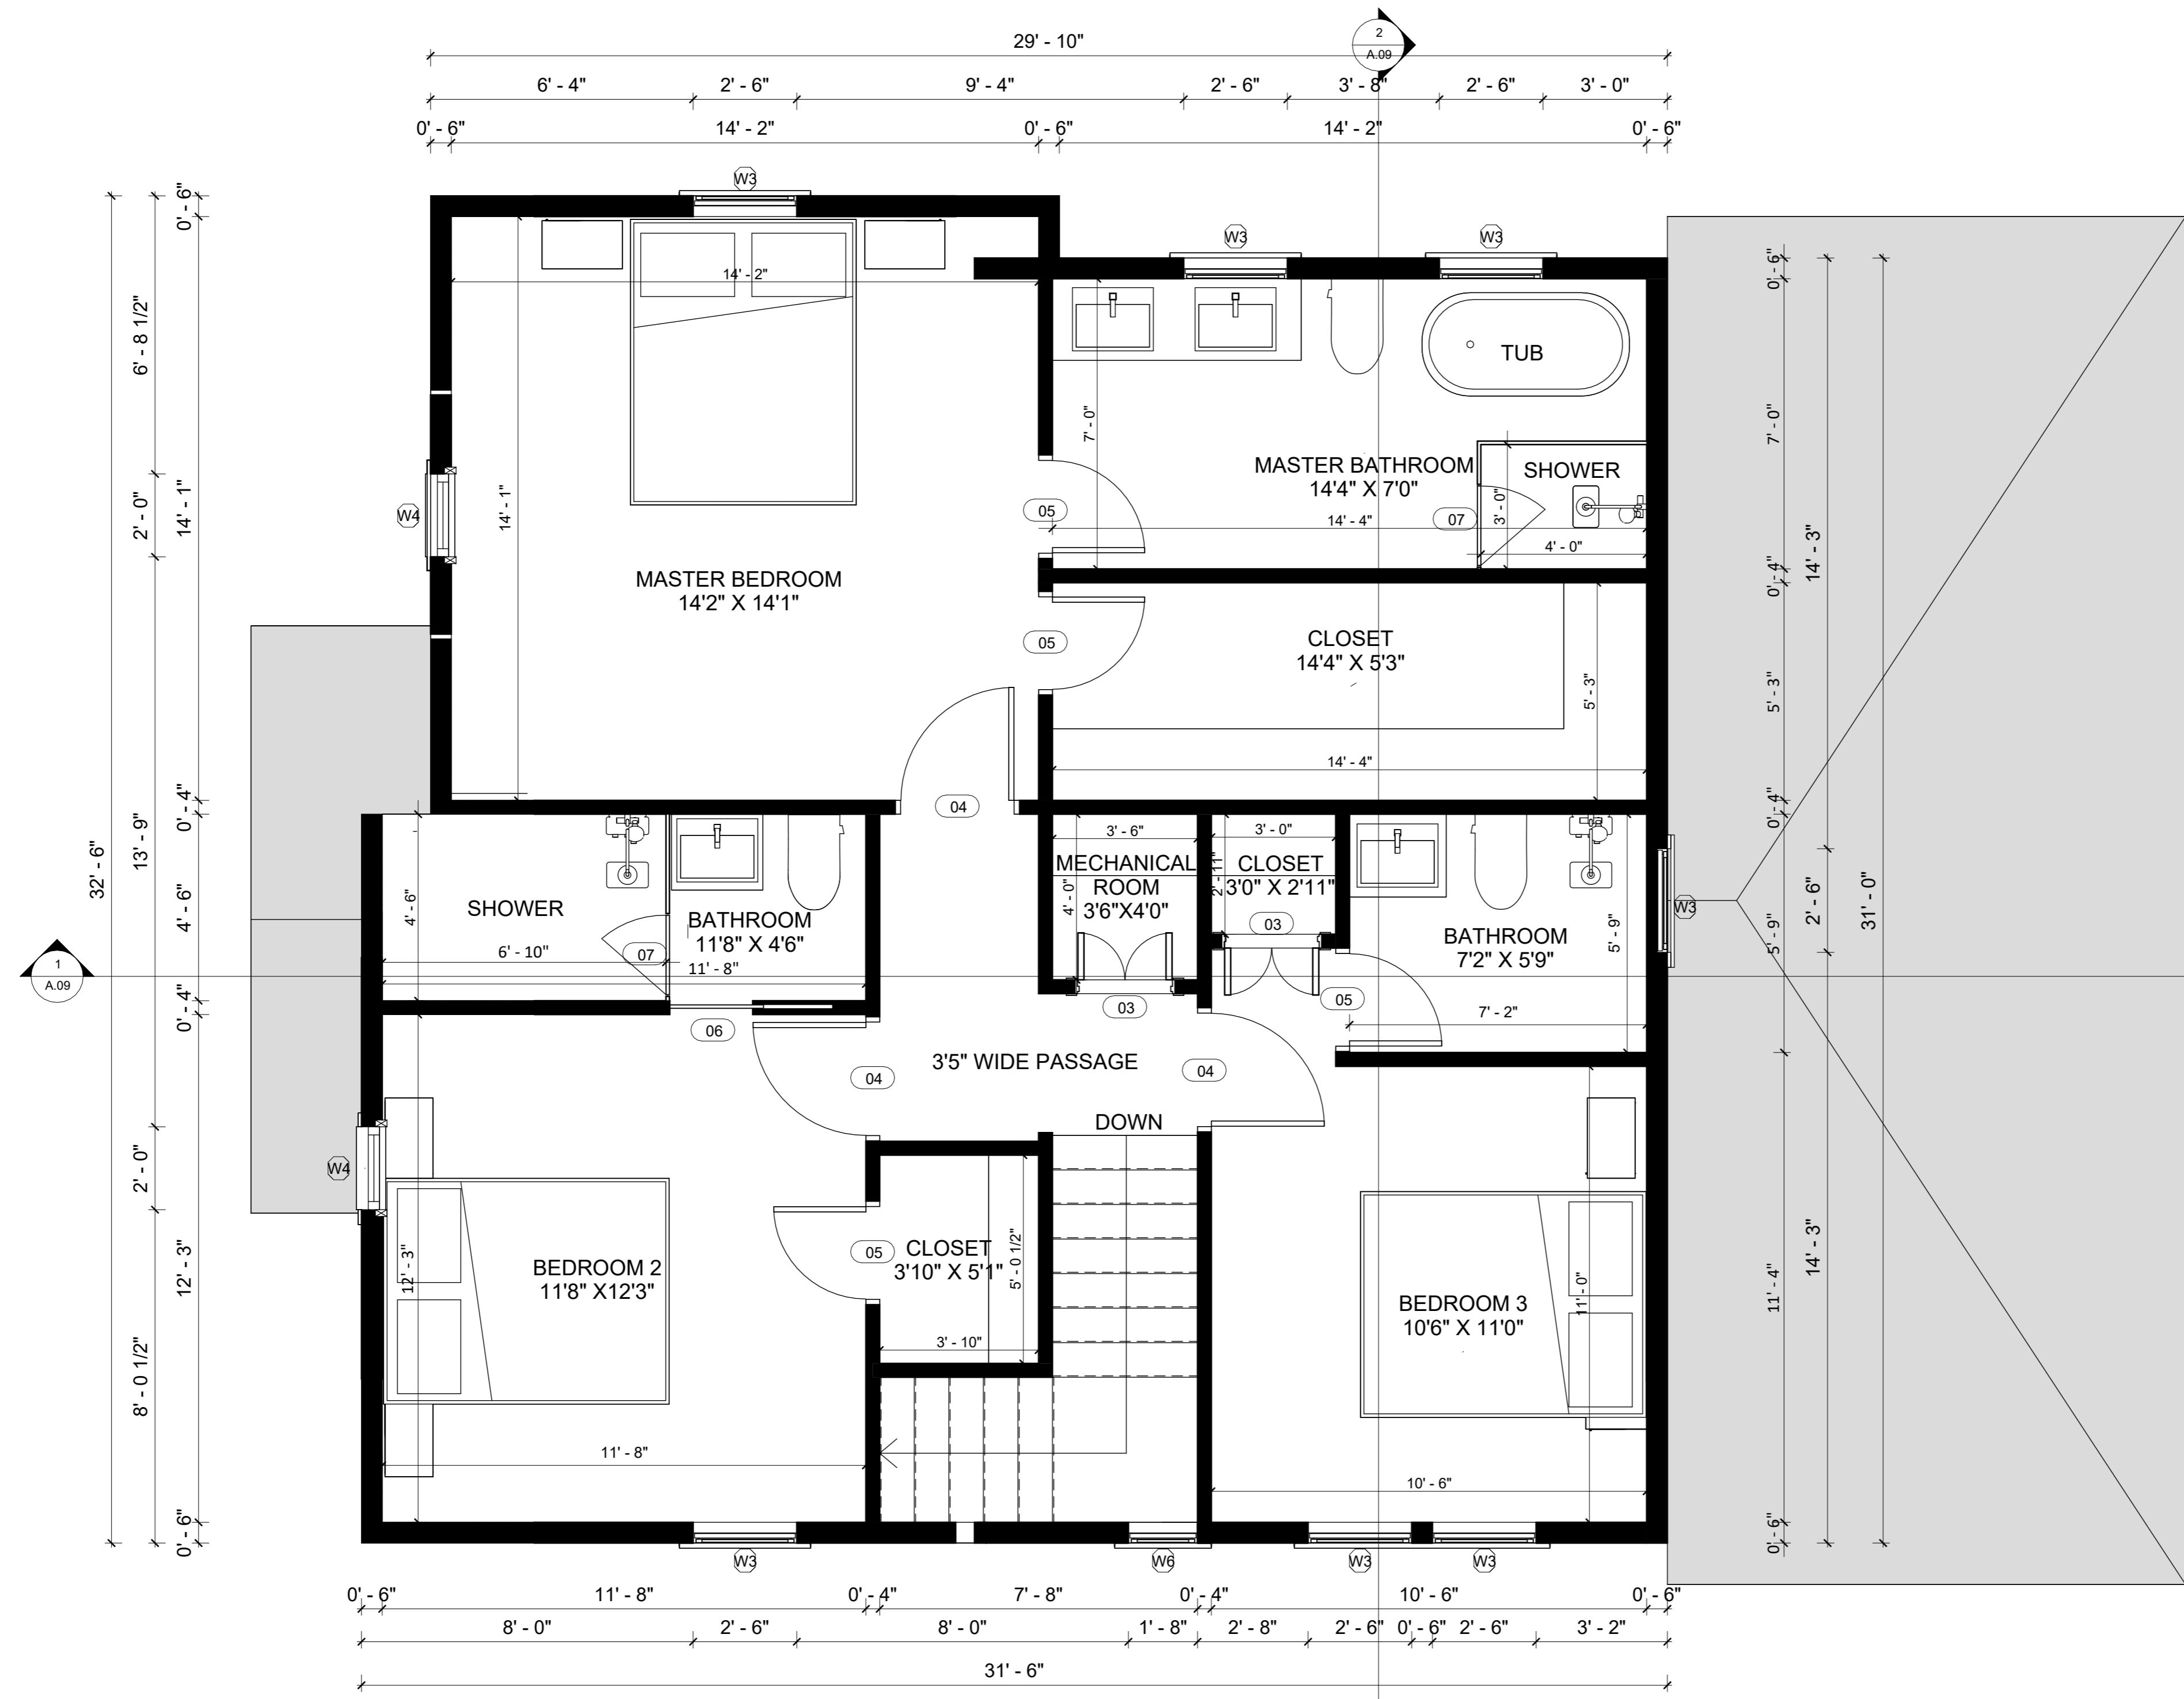 2
A.09
29' - 10"
6' - 4" 2' - 6" 9' - 4" 2' - 6" 3' - 8" 2' - 6" 3' - 0"
0' - 6" 14' - 2" 0' - 6" 14' - 2" 0' - 6"
W3
W3
W3
0' - 6"
6' - 8 1/2"
2' - 0"
14' - 1"
0' - 4"
13' - 9"
32' - 6"
4' - 6"
0' - 4"
2' - 0"
12' - 3"
8' - 0 1/2"
0' - 6"
W4
W4
1
A.09
14' - 2"
14' - 1"
MASTER BEDROOM
14'2" X 14'1"
TUB
7' - 0"
MASTER BATHROOM
14'4" X 7'0"
SHOWER
05
07
3' - 0"
14' - 4"
4' - 0"
05
CLOSET
14'4" X 5'3"
5' - 3"
14' - 4"
04
SHOWER
4' - 6"
6' - 10"
07
BATHROOM
11'8" X 4'6"
11' - 8"
06
3' - 6"
MECHANICAL
ROOM
3'6"X4'0"
4' - 0"
03
3' - 0"
CLOSET
3'0" X 2'11"
2' - 11"
03
BATHROOM
7'2" X 5'9"
5' - 9"
05
7' - 2"
W3
04
3'5" WIDE PASSAGE
04
DOWN
BEDROOM 2
11'8" X12'3"
12' - 3"
11' - 8"
05
CLOSET
3'10" X 5'1"
5' - 0 1/2"
3' - 10"
BEDROOM 3
10'6" X 11'0"
11' - 0"
10' - 6"
0' - 6"
7' - 0"
0' - 4"
14' - 3"
5' - 3"
0' - 4"
5' - 9"
2' - 6"
31' - 0"
14' - 3"
11' - 4"
0' - 6"
W3
W6
W3
W3
0' - 6" 11' - 8" 0' - 4" 7' - 8" 0' - 4" 10' - 6" 0' - 6"
8' - 0" 2' - 6" 8' - 0" 1' - 8" 2' - 8" 2' - 6" 0' - 6" 2' - 6" 3' - 2"
31' - 6"